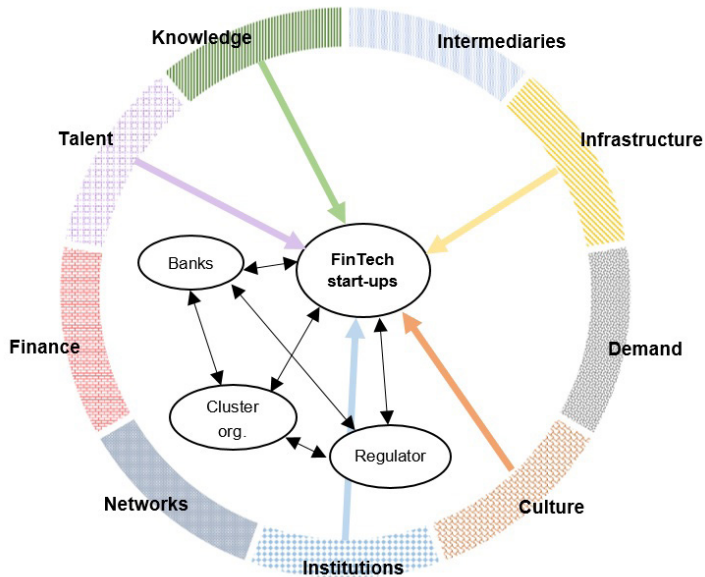 Knowledge
Intermediaries
Talent
Infrastructure
Banks
FinTech
start-ups
Finance
Demand
Cluster
org.
Regulator
Networks
Culture
Institutions